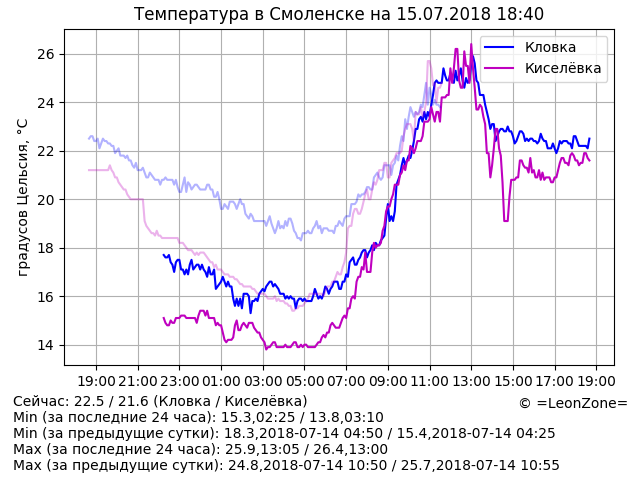 Температура в Смоленске на 15.07.2018 18:40
Кловка
Киселёвка
градусов Цельсия, °C
26
24
22
20
18
16
14
19:00 21:00 23:00 01:00 03:00 05:00 07:00 09:00 11:00 13:00 15:00 17:00 19:00
Сейчас: 22.5 / 21.6 (Кловка / Киселёвка)
© =LeonZone=
Min (за последние 24 часа): 15.3,02:25 / 13.8,03:10
Min (за предыдущие сутки): 18.3,2018-07-14 04:50 / 15.4,2018-07-14 04:25
Max (за последние 24 часа): 25.9,13:05 / 26.4,13:00
Max (за предыдущие сутки): 24.8,2018-07-14 10:50 / 25.7,2018-07-14 10:55